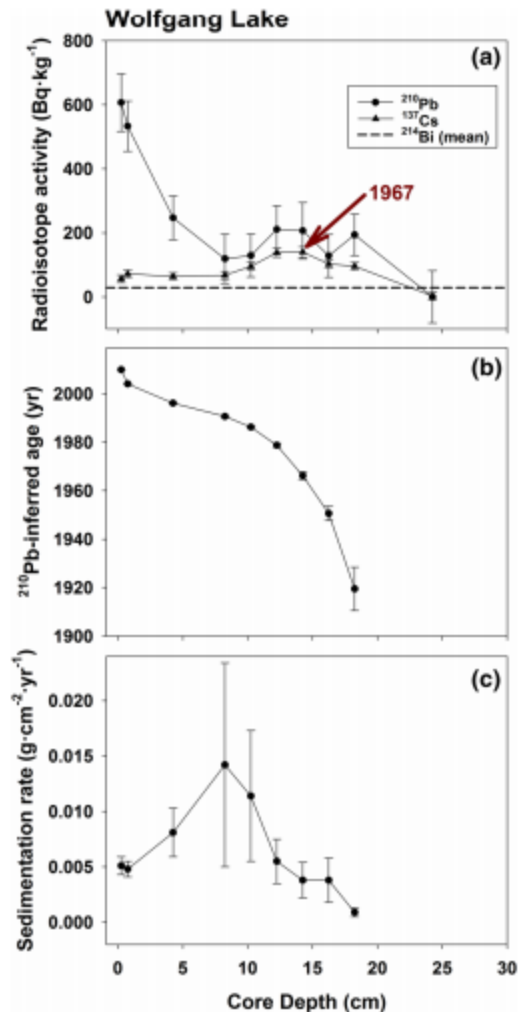 Wolfgang Lake
(a)
Radioisotope activity (Bq·kg⁻¹)
800
600
400
200
0
²¹⁰Pb
¹³⁷Cs
²¹⁴Bi (mean)
1967
(b)
²¹⁰Pb-inferred age (yr)
2000
1980
1960
1940
1920
1900
(c)
Sedimentation rate (g·cm⁻²·yr⁻¹)
0.020
0.015
0.010
0.005
0.000
0 5 10 15 20 25 30
Core Depth (cm)